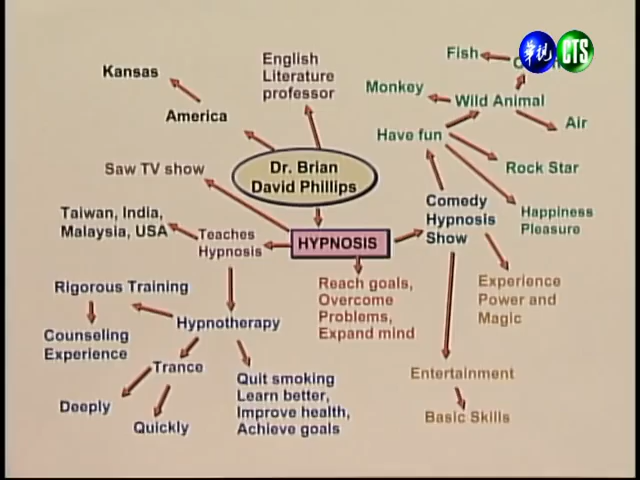 English
Literature
professor
Fish
華視
CTS
Kansas
Monkey
Wild Animal
America
Air
Have fun
Dr. Brian
David Phillips
Saw TV show
Rock Star
Comedy
Hypnosis
Show
Taiwan, India,
Malaysia, USA
Happiness
Pleasure
Teaches
Hypnosis
HYPNOSIS
Rigorous Training
Reach goals,
Overcome
Problems,
Expand mind
Experience
Power and
Magic
Hypnotherapy
Counseling
Experience
Trance
Entertainment
Quit smoking
Learn better,
Improve health,
Achieve goals
Deeply
Quickly
Basic Skills